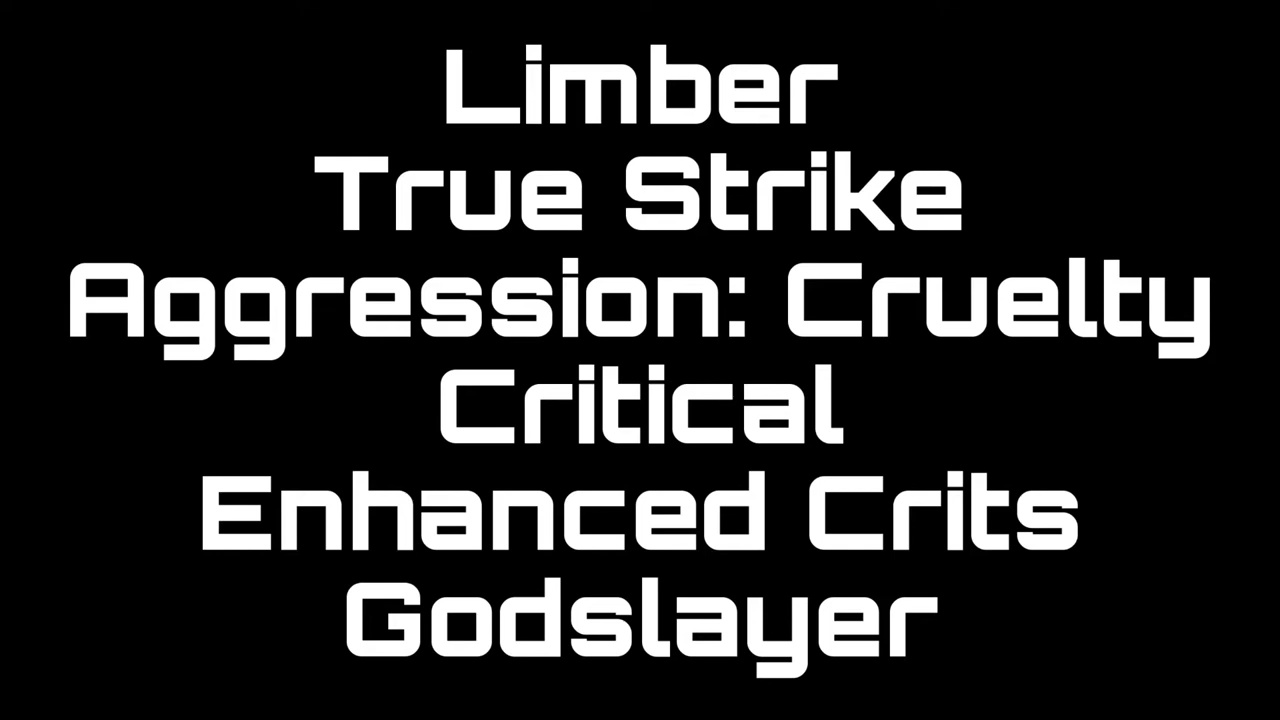 Limber
True Strike
Aggression: Cruelty
Critical
Enhanced Crits
Godslayer